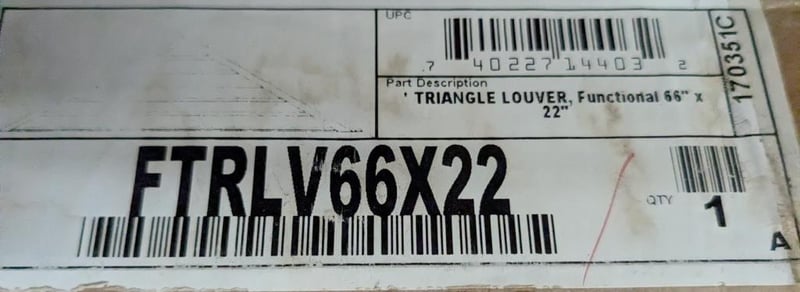 UPC
7 40227 14403 2
Part Description
' TRIANGLE LOUVER, Functional 66" x
22"
170351C
FTRLV66X22
QTY
1
A